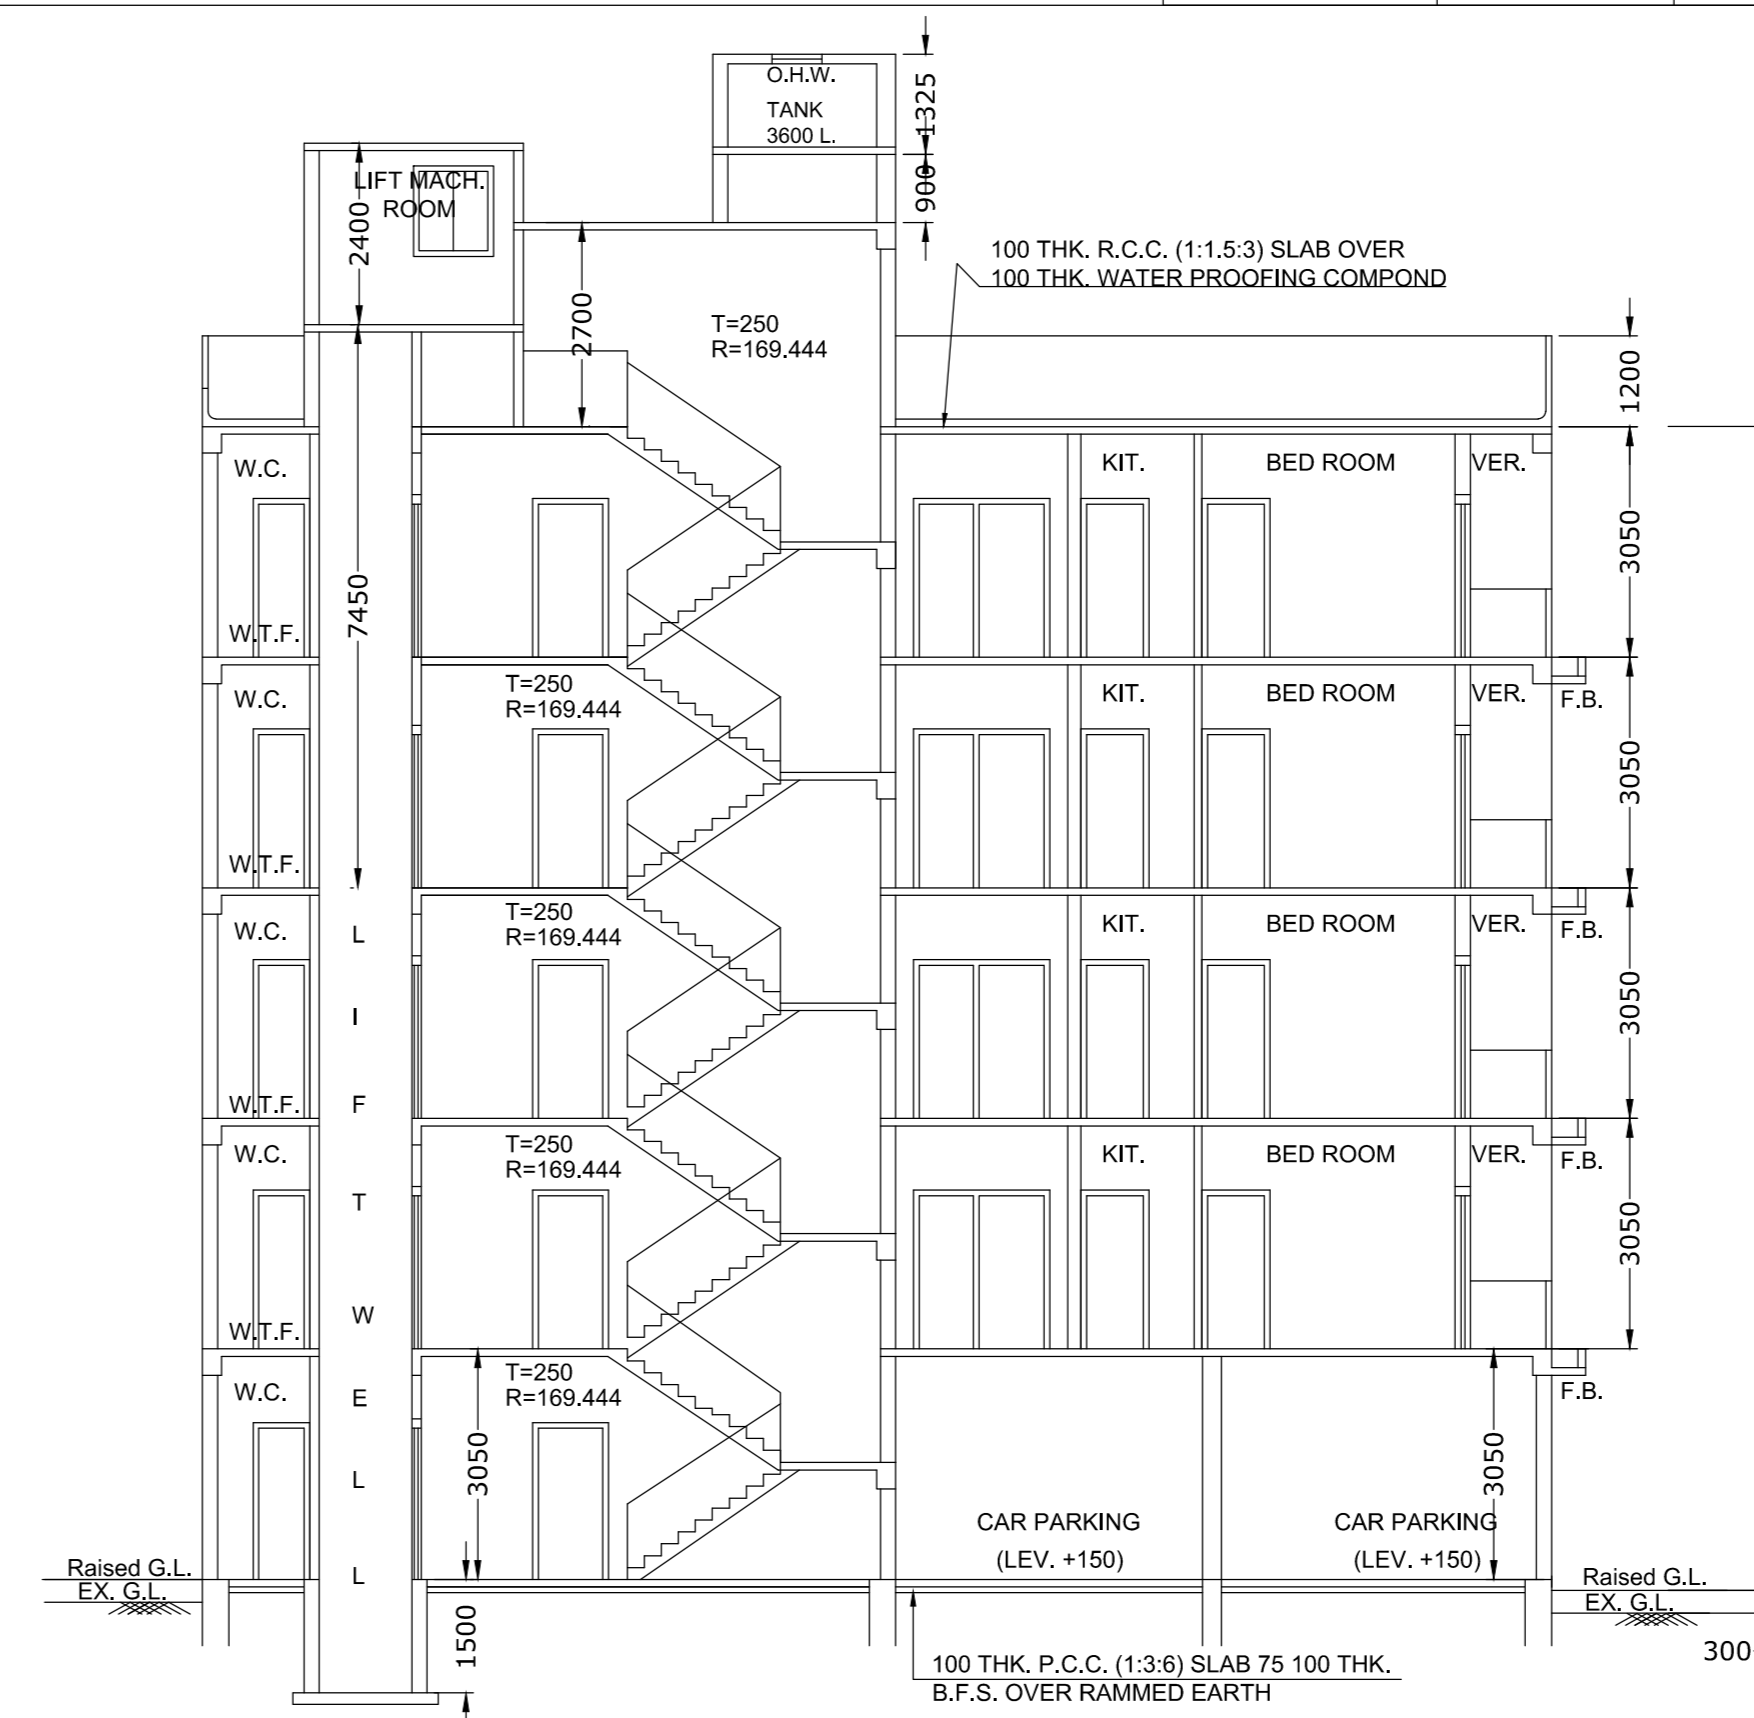 O.H.W.
TANK
3600 L.
1325
900
LIFT MACH.
ROOM
2400
2700
100 THK. R.C.C. (1:1.5:3) SLAB OVER
100 THK. WATER PROOFING COMPOND
T=250
R=169.444
1200
W.C.
KIT.
BED ROOM
VER.
3050
7450
W.T.F.
W.C.
T=250
R=169.444
KIT.
BED ROOM
VER.
F.B.
3050
W.T.F.
W.C.
T=250
R=169.444
KIT.
BED ROOM
VER.
F.B.
3050
W.T.F.
W.C.
T=250
R=169.444
KIT.
BED ROOM
VER.
F.B.
3050
W.T.F.
L
I
F
T
W
E
L
L
W.C.
T=250
R=169.444
F.B.
3050
3050
CAR PARKING
(LEV. +150)
CAR PARKING
(LEV. +150)
Raised G.L.
EX. G.L.
Raised G.L.
EX. G.L.
1500
300
100 THK. P.C.C. (1:3:6) SLAB 75 100 THK.
B.F.S. OVER RAMMED EARTH